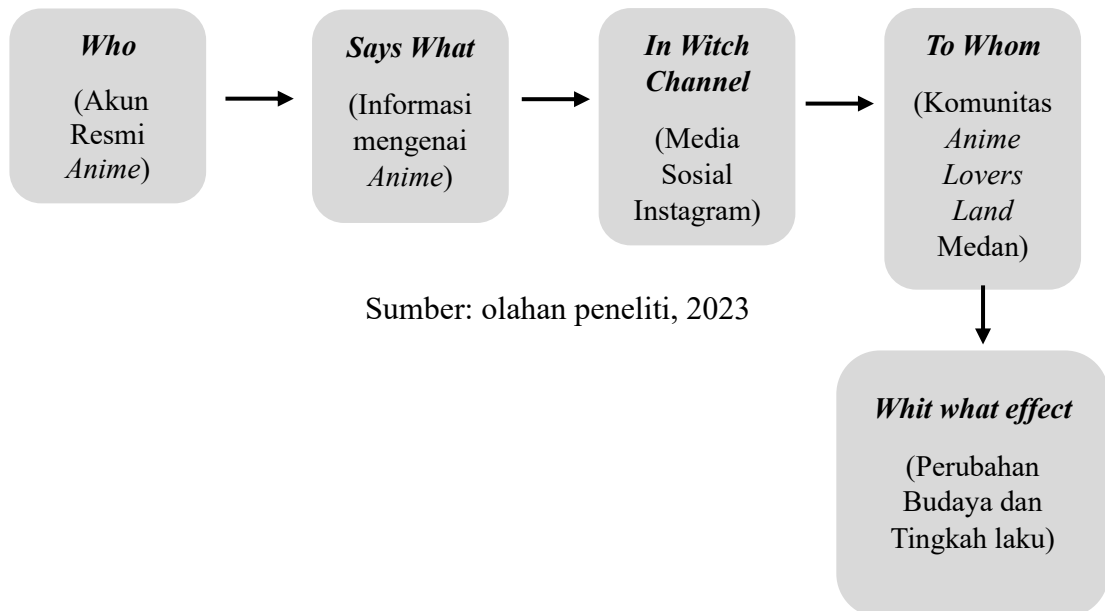 Who
(Akun
Resmi
Anime)
Says What
(Informasi
mengenai
Anime)
In Witch
Channel
(Media
Sosial
Instagram)
To Whom
(Komunitas
Anime
Lovers
Land
Medan)
Sumber: olahan peneliti, 2023
Whit what effect
(Perubahan
Budaya dan
Tingkah laku)